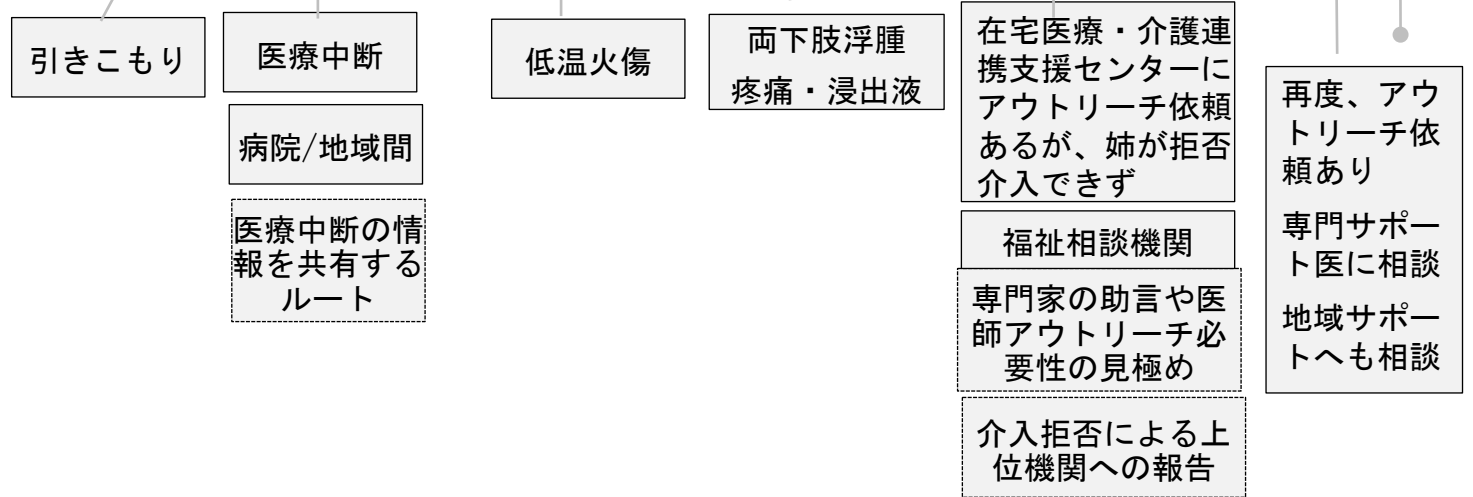 引きこもり
医療中断
病院/地域間
医療中断の情
報を共有する
ルート
低温火傷
両下肢浮腫
疼痛・浸出液
在宅医療・介護連
携支援センターに
アウトリーチ依頼
あるが、姉が拒否
介入できず
福祉相談機関
専門家の助言や医
師アウトリーチ必
要性の見極め
介入拒否による上
位機関への報告
再度、アウ
トリーチ依
頼あり
専門サポー
ト医に相談
地域サポー
トへも相談